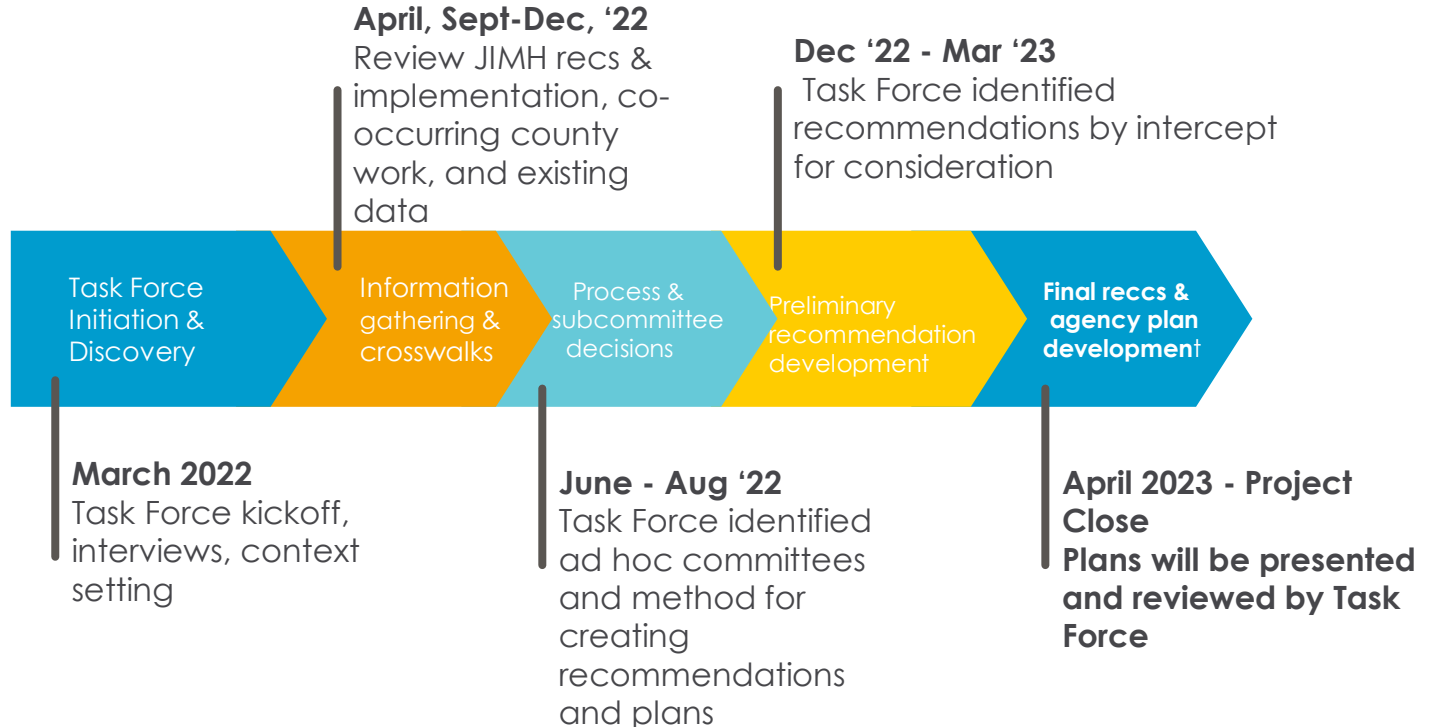 April, Sept-Dec, ‘22
Review JIMH recs &
implementation, co-
occurring county
work, and existing
data
Dec ‘22 - Mar ‘23
Task Force identified
recommendations by intercept
for consideration
Task Force
Initiation &
Discovery
Information
gathering &
crosswalks
Process &
subcommittee
decisions
Preliminary
recommendation
development
Final reccs &
agency plan
development
March 2022
Task Force kickoff,
interviews, context
setting
June - Aug ‘22
Task Force identified
ad hoc committees
and method for
creating
recommendations
and plans
April 2023 - Project
Close
Plans will be presented
and reviewed by Task
Force